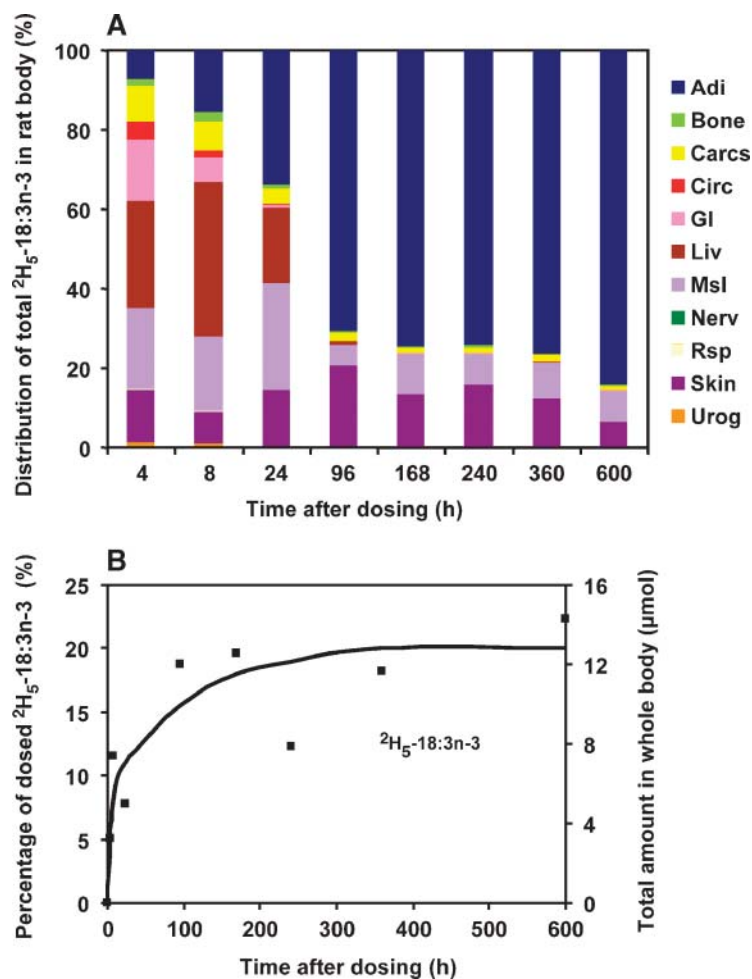 A
Distribution of total ²H₅-18:3n-3 in rat body (%)
100
80
60
40
20
0
4 8 24 96 168 240 360 600
Time after dosing (h)
Adi
Bone
Carcs
Circ
GI
Liv
Msl
Nerv
Rsp
Skin
Urog
B
Percentage of dosed ²H₅-18:3n-3 (%)
25
20
15
10
5
0
²H₅-18:3n-3
16
12
8
4
0
Total amount in whole body (μmol)
0 100 200 300 400 500 600
Time after dosing (h)